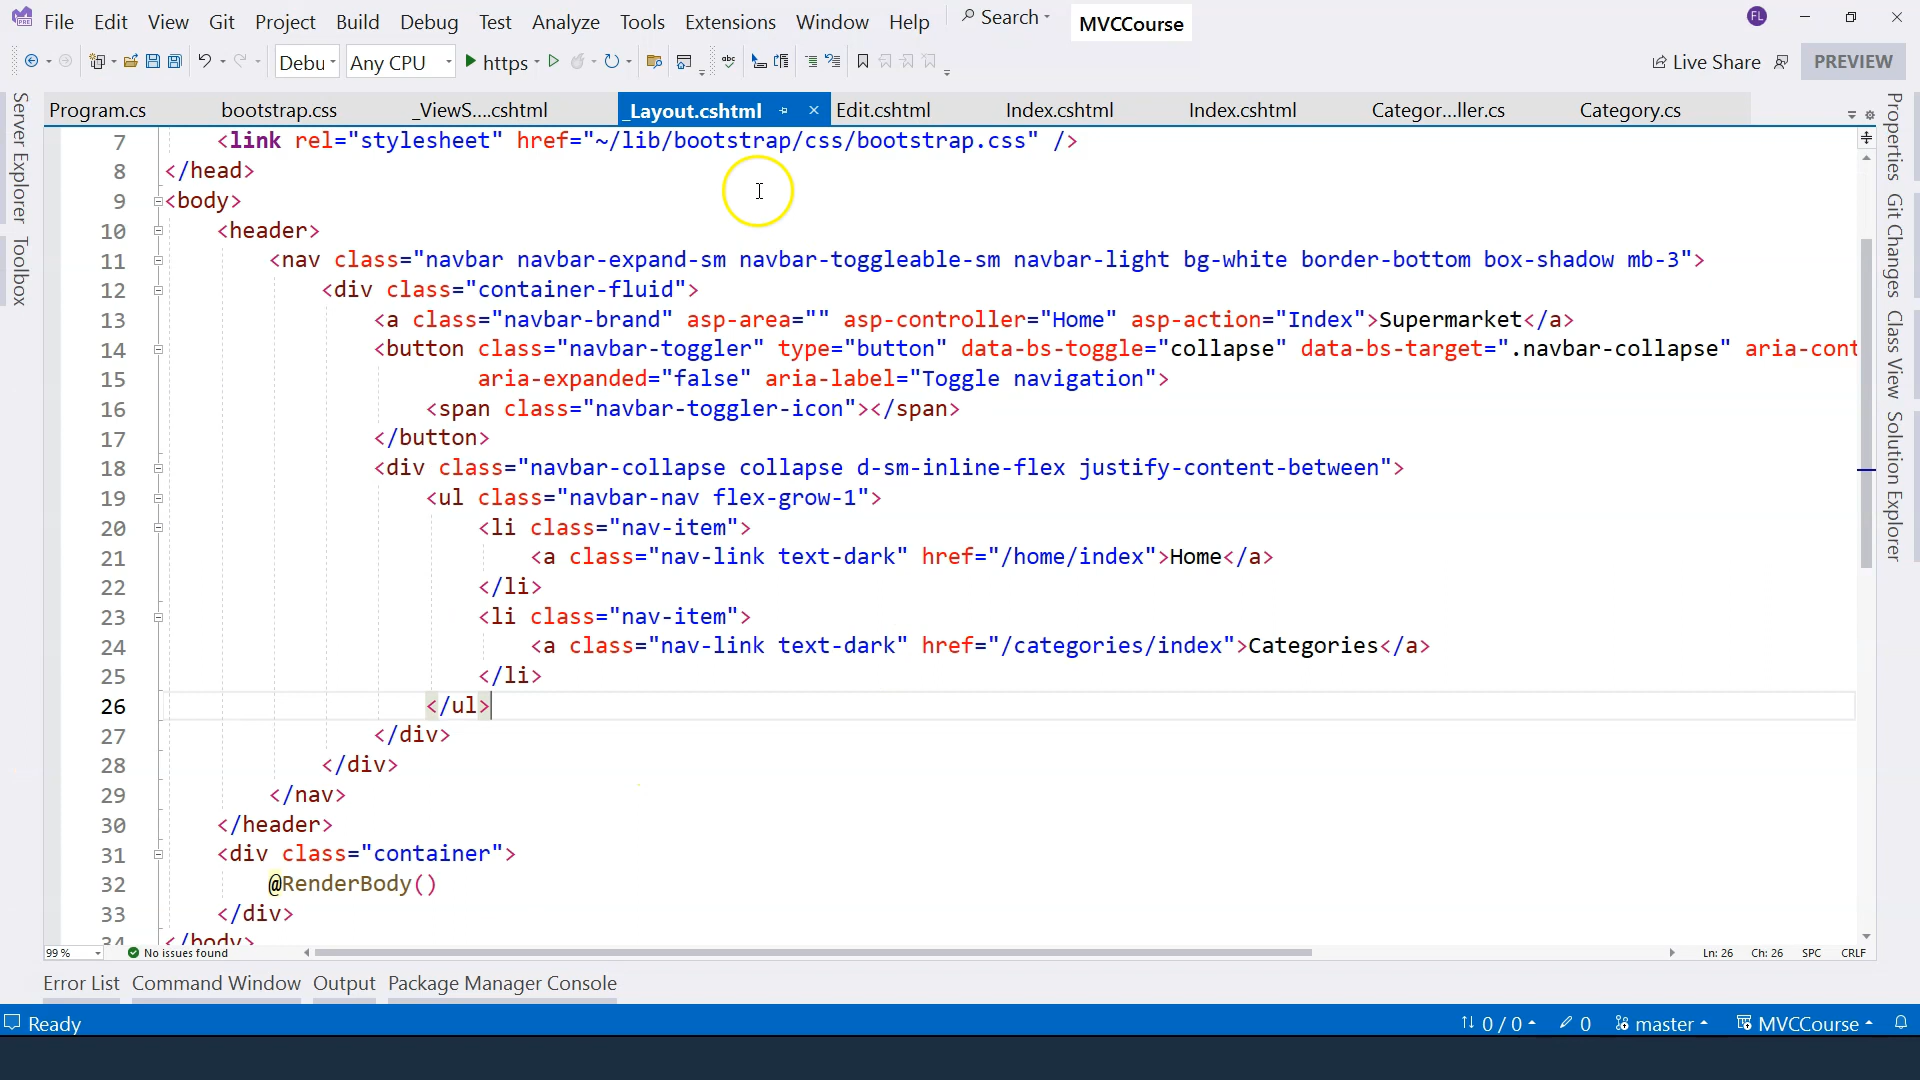 File Edit View Git Project Build Debug Test Analyze Tools Extensions Window Help Search MVCCourse FL
Debu Any CPU https abc Live Share PREVIEW
Program.cs bootstrap.css _ViewS....cshtml _Layout.cshtml Edit.cshtml Index.cshtml Index.cshtml Categor...ller.cs Category.cs
Server Explorer
Toolbox
7 <link rel="stylesheet" href="~/lib/bootstrap/css/bootstrap.css" />
8 </head>
9 <body>
10 <header>
11 <nav class="navbar navbar-expand-sm navbar-toggleable-sm navbar-light bg-white border-bottom box-shadow mb-3">
12 <div class="container-fluid">
13 <a class="navbar-brand" asp-area="" asp-controller="Home" asp-action="Index">Supermarket</a>
14 <button class="navbar-toggler" type="button" data-bs-toggle="collapse" data-bs-target=".navbar-collapse" aria-cont
15 aria-expanded="false" aria-label="Toggle navigation">
16 <span class="navbar-toggler-icon"></span>
17 </button>
18 <div class="navbar-collapse collapse d-sm-inline-flex justify-content-between">
19 <ul class="navbar-nav flex-grow-1">
20 <li class="nav-item">
21 <a class="nav-link text-dark" href="/home/index">Home</a>
22 </li>
23 <li class="nav-item">
24 <a class="nav-link text-dark" href="/categories/index">Categories</a>
25 </li>
26 </ul>
27 </div>
28 </div>
29 </nav>
30 </header>
31 <div class="container">
32 @RenderBody()
33 </div>
34 </body>
Properties
Git Changes
Class View
Solution Explorer
99 % No issues found Ln: 26 Ch: 26 SPC CRLF
Error List Command Window Output Package Manager Console
Ready 0 / 0 0 master MVCCourse